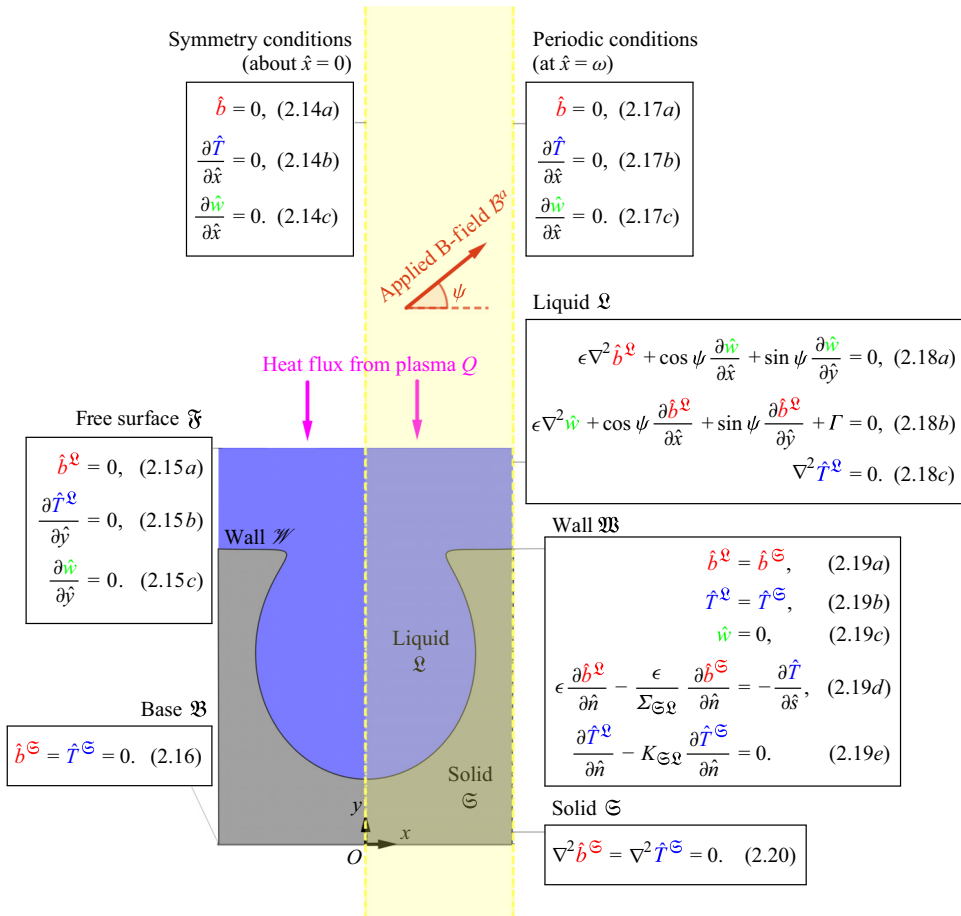 Symmetry conditions
(about x̂ = 0)
b̂ = 0, (2.14a)
∂T̂/∂x̂ = 0, (2.14b)
∂ŵ/∂x̂ = 0. (2.14c)
Periodic conditions
(at x̂ = ω)
b̂ = 0, (2.17a)
∂T̂/∂x̂ = 0, (2.17b)
∂ŵ/∂x̂ = 0. (2.17c)
Applied B-field 𝓑ᵃ
ψ
Heat flux from plasma Q
Liquid 𝔏
ϵ∇²b̂^𝔏 + cos ψ ∂ŵ/∂x̂ + sin ψ ∂ŵ/∂ŷ = 0, (2.18a)
ϵ∇²ŵ + cos ψ ∂b̂^𝔏/∂x̂ + sin ψ ∂b̂^𝔏/∂ŷ + Γ = 0, (2.18b)
∇²T̂^𝔏 = 0. (2.18c)
Free surface 𝔉
b̂^𝔏 = 0, (2.15a)
∂T̂^𝔏/∂ŷ = 0, (2.15b)
∂ŵ/∂ŷ = 0. (2.15c)
Wall 𝒲
Liquid
𝔏
Wall 𝔚
b̂^𝔏 = b̂^𝔖, (2.19a)
T̂^𝔏 = T̂^𝔖, (2.19b)
ŵ = 0, (2.19c)
ϵ ∂b̂^𝔏/∂n̂ − ϵ/Σ_𝔖𝔏 ∂b̂^𝔖/∂n̂ = −∂T̂/∂ŝ, (2.19d)
∂T̂^𝔏/∂n̂ − K_𝔖𝔏 ∂T̂^𝔖/∂n̂ = 0. (2.19e)
Base 𝔅
b̂^𝔖 = T̂^𝔖 = 0. (2.16)
Solid
𝔖
y
x
O
Solid 𝔖
∇²b̂^𝔖 = ∇²T̂^𝔖 = 0. (2.20)